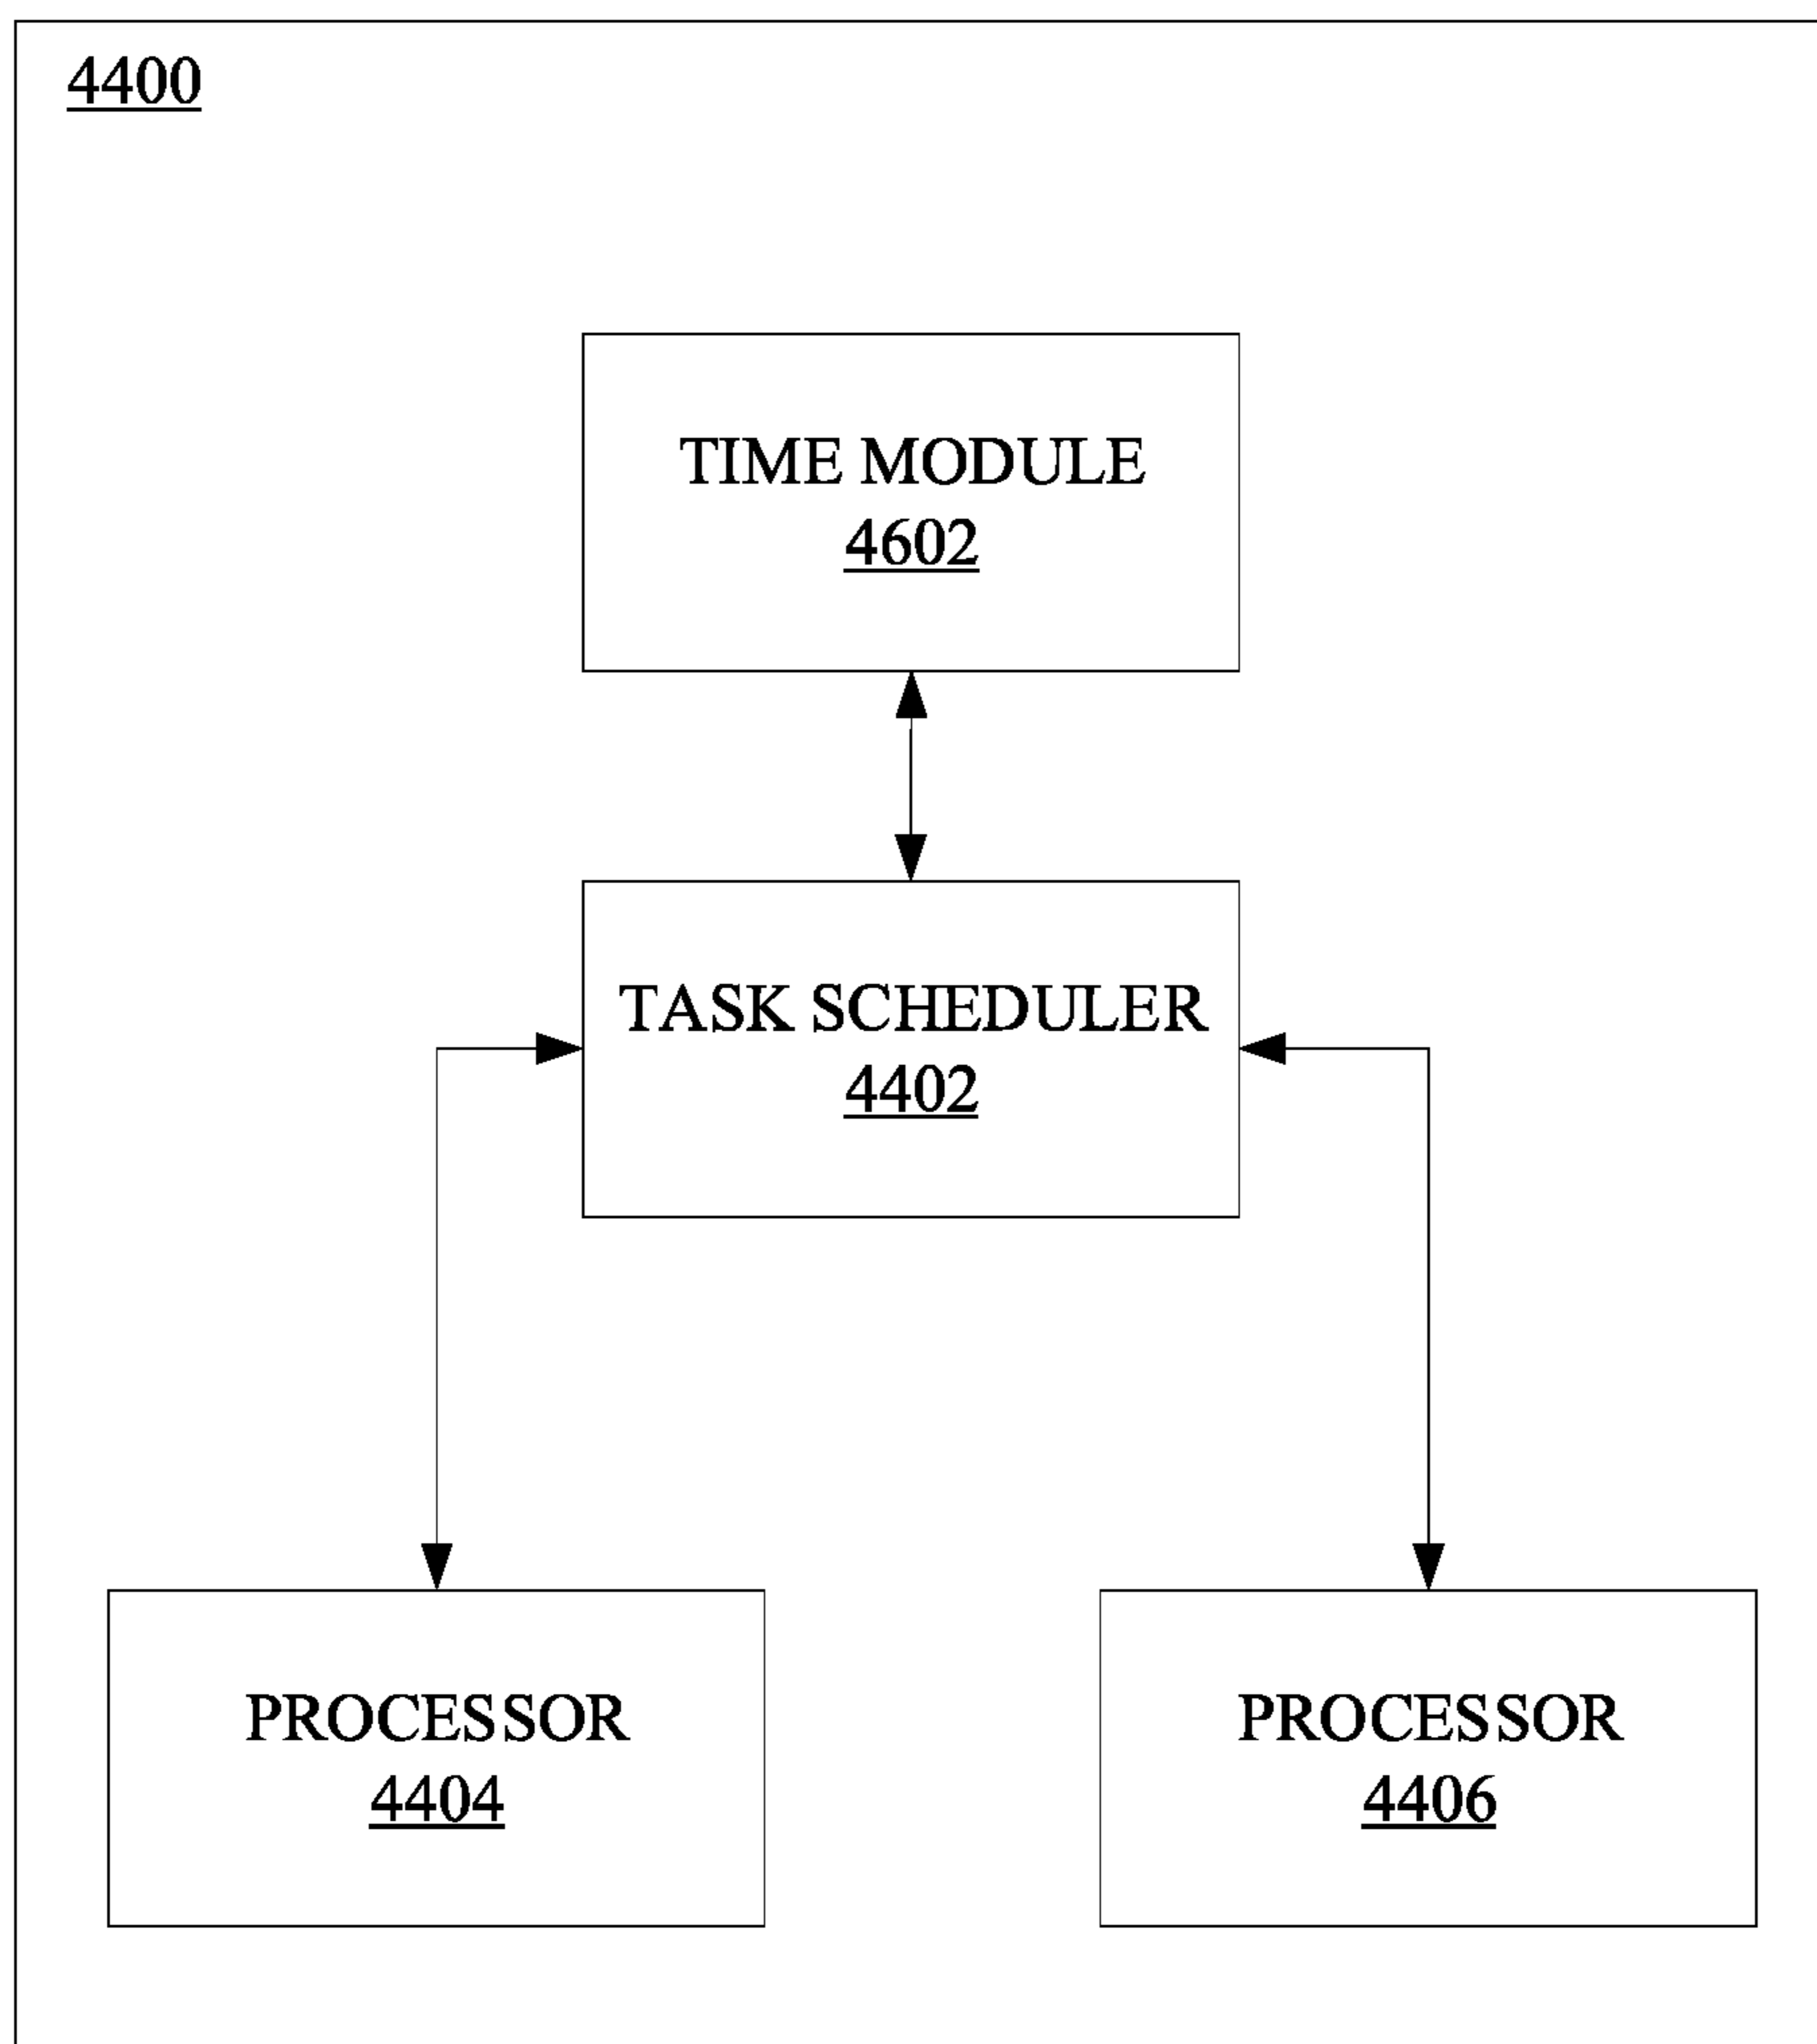 4400
TIME MODULE
4602
TASK SCHEDULER
4402
PROCESSOR
4404
PROCESSOR
4406